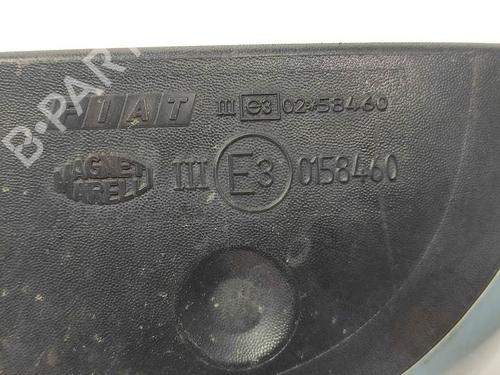 B-PARTS
FIAT III e3 02*58460
MAGNETI MARELLI III E3 0158460